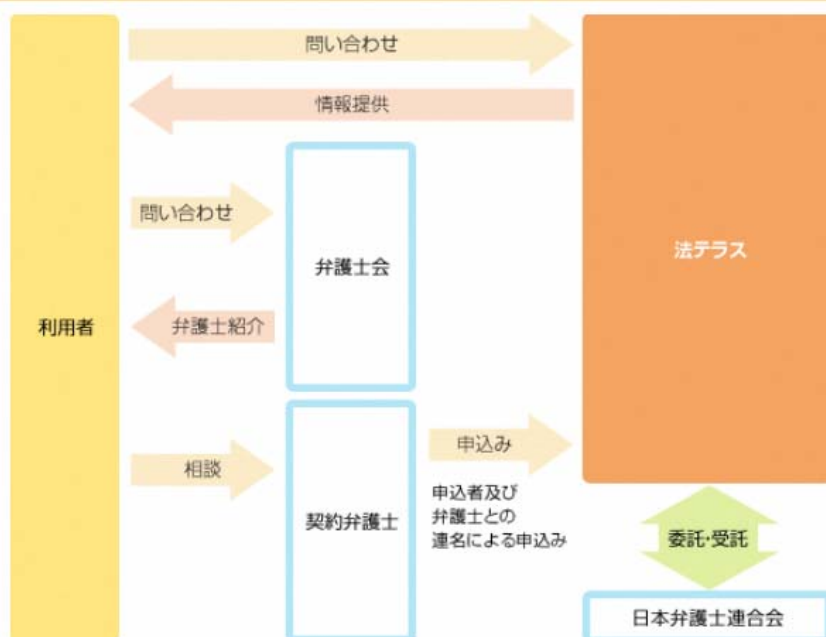 問い合わせ
情報提供
問い合わせ
弁護士会
法テラス
利用者
弁護士紹介
相談
申込み
契約弁護士
申込者及び
弁護士との
連名による申込み
委託・受託
日本弁護士連合会